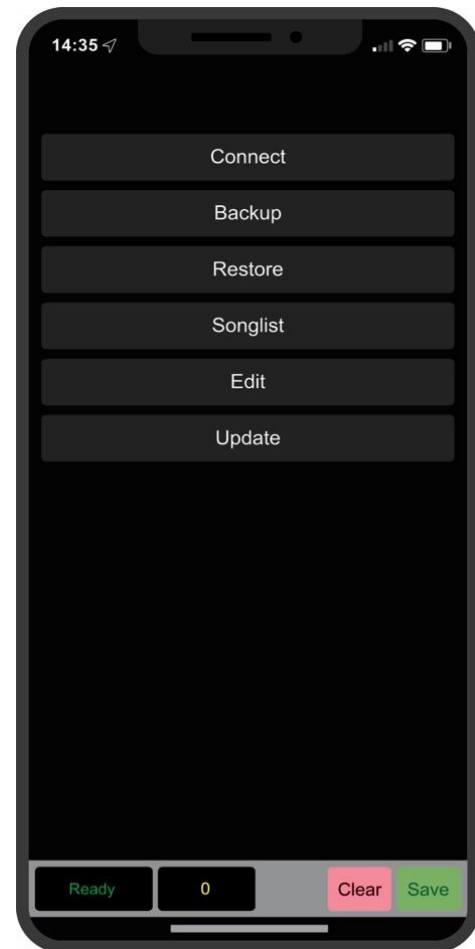 14:35
Connect
Backup
Restore
Songlist
Edit
Update
Ready 0 Clear Save